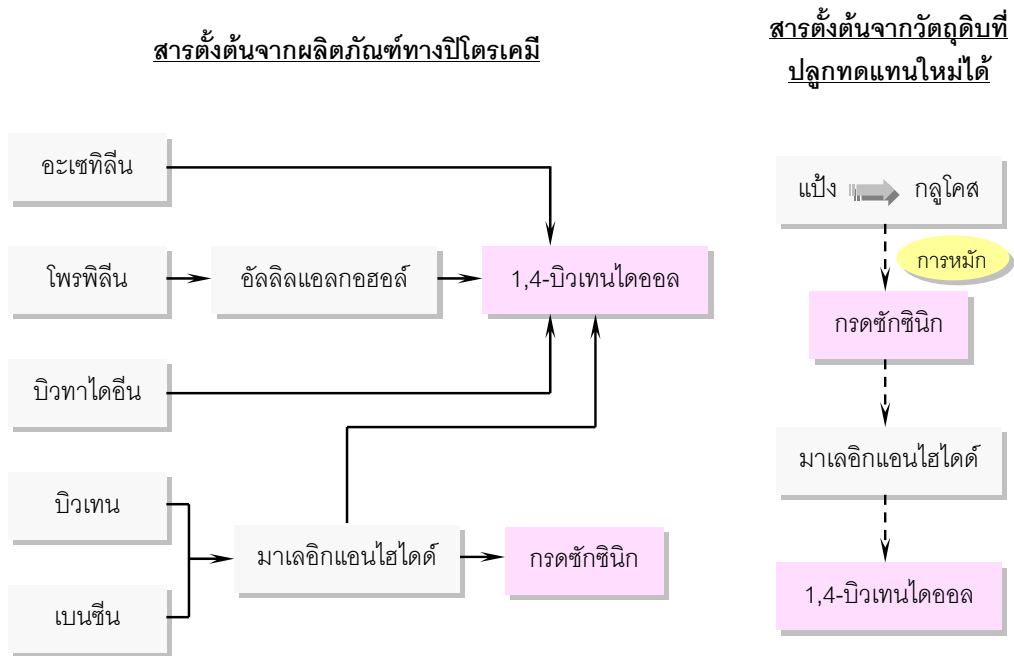 สารตั้งต้นจากผลิตภัณฑ์ทางปิโตรเคมี
อะเซทิลีน
โพรพิลีน
อัลลิลแอลกอฮอล์
1,4-บิวเทนไดออล
บิวทาไดอีน
บิวเทน
เบนซีน
มาเลอิกแอนไฮไดด์
กรดซักซินิก
สารตั้งต้นจากวัตถุดิบที่
ปลูกทดแทนใหม่ได้
แป้ง กลูโคส
การหมัก
กรดซักซินิก
มาเลอิกแอนไฮไดด์
1,4-บิวเทนไดออล